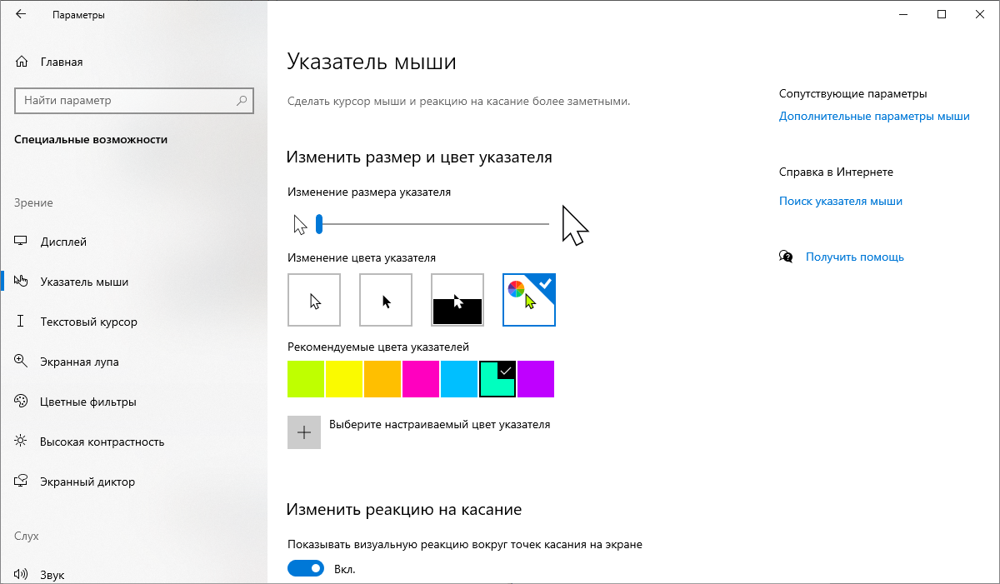 Параметры
Главная
Найти параметр
Специальные возможности
Зрение
Дисплей
Указатель мыши
Текстовый курсор
Экранная лупа
Цветные фильтры
Высокая контрастность
Экранный диктор
Слух
Звук
Указатель мыши
Сделать курсор мыши и реакцию на касание более заметными.
Изменить размер и цвет указателя
Изменение размера указателя
Изменение цвета указателя
Рекомендуемые цвета указателей
Выберите настраиваемый цвет указателя
Изменить реакцию на касание
Показывать визуальную реакцию вокруг точек касания на экране
Вкл.
Сопутствующие параметры
Дополнительные параметры мыши
Справка в Интернете
Поиск указателя мыши
Получить помощь